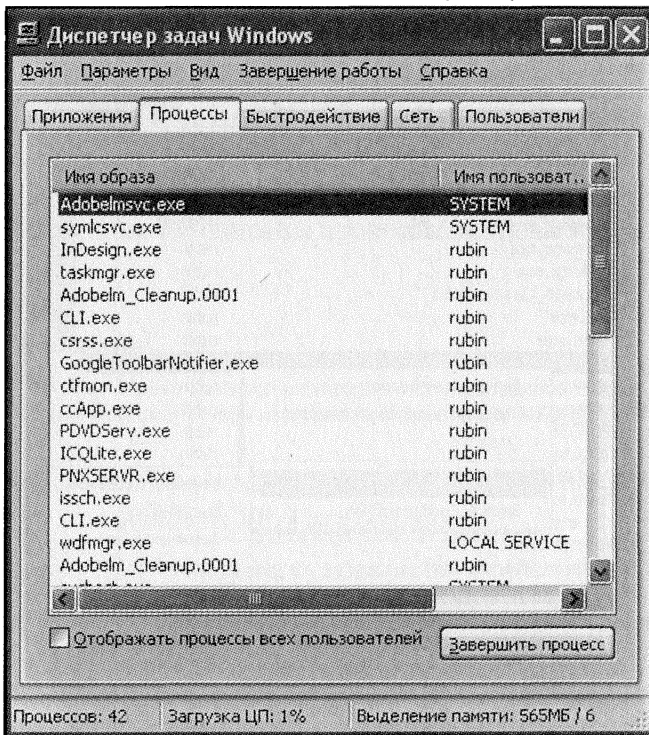 Диспетчер задач Windows
Файл Параметры Вид Завершение работы Справка
Приложения Процессы Быстродействие Сеть Пользователи
Имя образа Имя пользоват..
Adobelmsvc.exe SYSTEM
symlcsvc.exe SYSTEM
InDesign.exe rubin
taskmgr.exe rubin
Adobelm_Cleanup.0001 rubin
CLI.exe rubin
csrss.exe rubin
GoogleToolbarNotifier.exe rubin
ctfmon.exe rubin
ccApp.exe rubin
PDVDServ.exe rubin
ICQLite.exe rubin
PNXSERVR.exe rubin
issch.exe rubin
CLI.exe rubin
wdfmgr.exe LOCAL SERVICE
Adobelm_Cleanup.0001 rubin
SYSTEM
Отображать процессы всех пользователей Завершить процесс
Процессов: 42 Загрузка ЦП: 1% Выделение памяти: 565МБ / 6